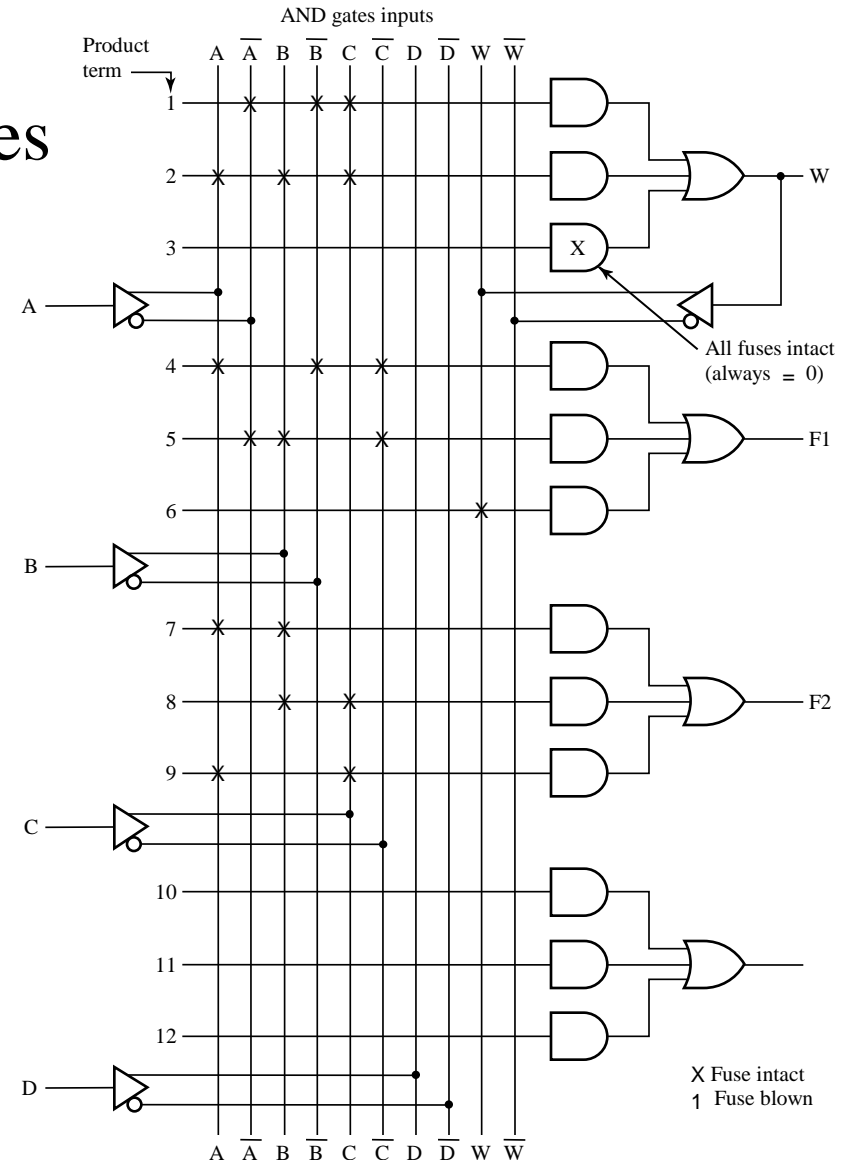 AND gates inputs
Product
term
A A̅ B B̅ C C̅ D D̅ W W̅
es
1
X X X
2
X X X
W
3
X
A
All fuses intact
(always = 0)
4
X X X
5
X X X
F1
6
X
B
7
X X
8
X X
F2
9
X X
C
10
11
12
D
X Fuse intact
1 Fuse blown
A A̅ B B̅ C C̅ D D̅ W W̅